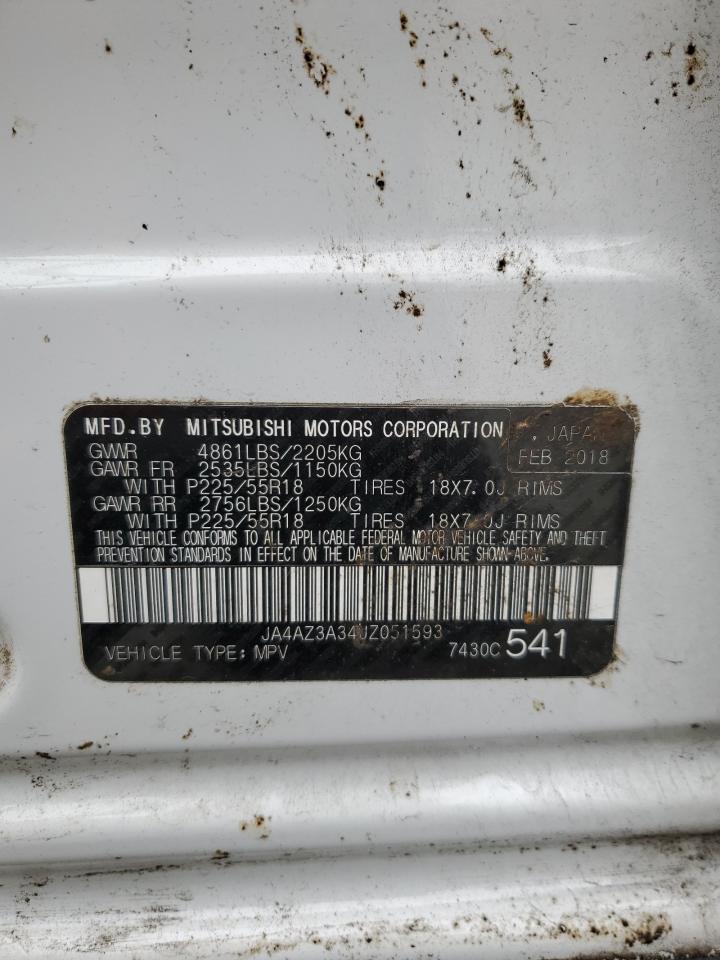 MFD.BY MITSUBISHI MOTORS CORPORATION , JAPAN
GVWR 4861LBS/2205KG FEB 2018
GAWR FR 2535LBS/1150KG
WITH P225/55R18 TIRES 18X7.0J RIMS
GAWR RR 2756LBS/1250KG
WITH P225/55R18 TIRES 18X7.0J RIMS
THIS VEHICLE CONFORMS TO ALL APPLICABLE FEDERAL MOTOR VEHICLE SAFETY AND THEFT
PREVENTION STANDARDS IN EFFECT ON THE DATE OF MANUFACTURE SHOWN ABOVE.
JA4AZ3A34JZ051593
VEHICLE TYPE: MPV 7430C 541